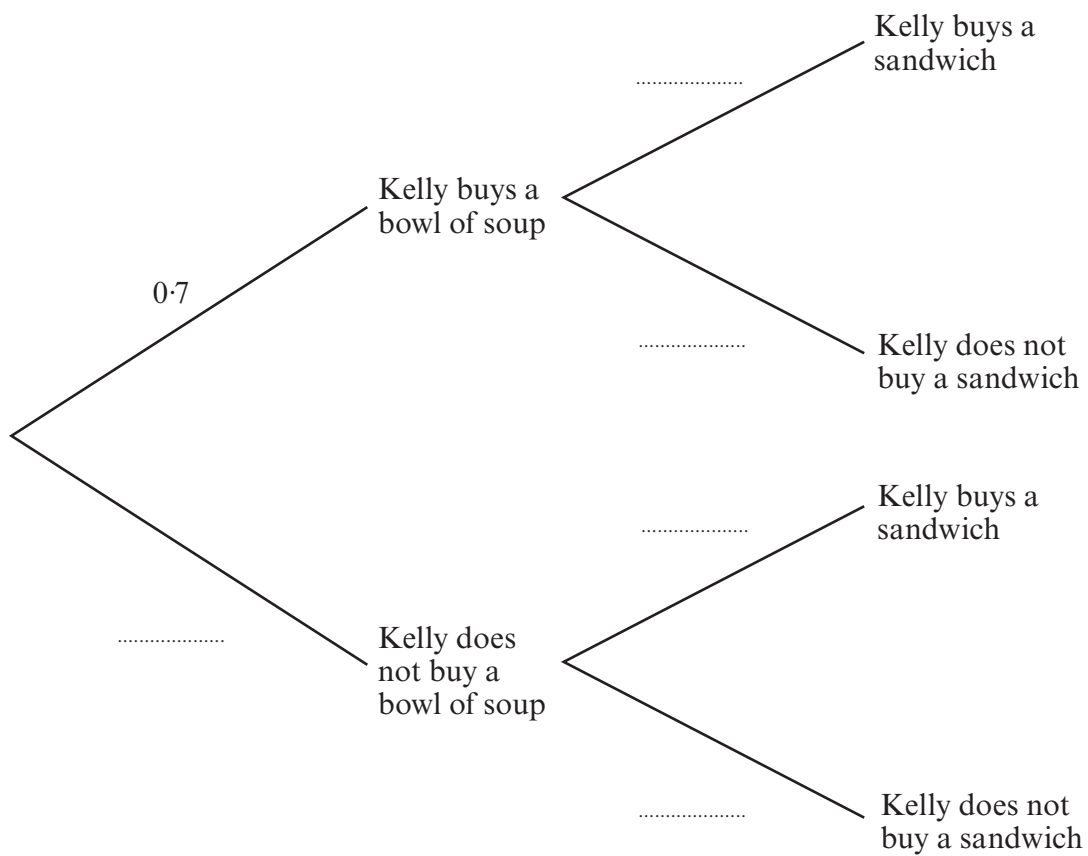 Kelly buys a
sandwich
....................
Kelly buys a
bowl of soup
0·7
....................
Kelly does not
buy a sandwich
Kelly buys a
sandwich
....................
....................
Kelly does
not buy a
bowl of soup
....................
Kelly does not
buy a sandwich